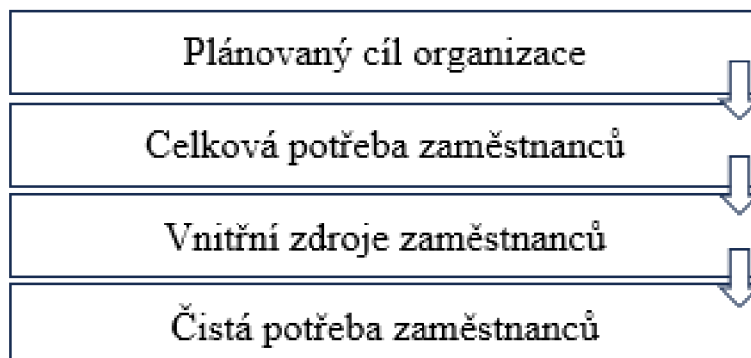 Plánovaný cíl organizace
Celková potřeba zaměstnanců
Vnitřní zdroje zaměstnanců
Čistá potřeba zaměstnanců